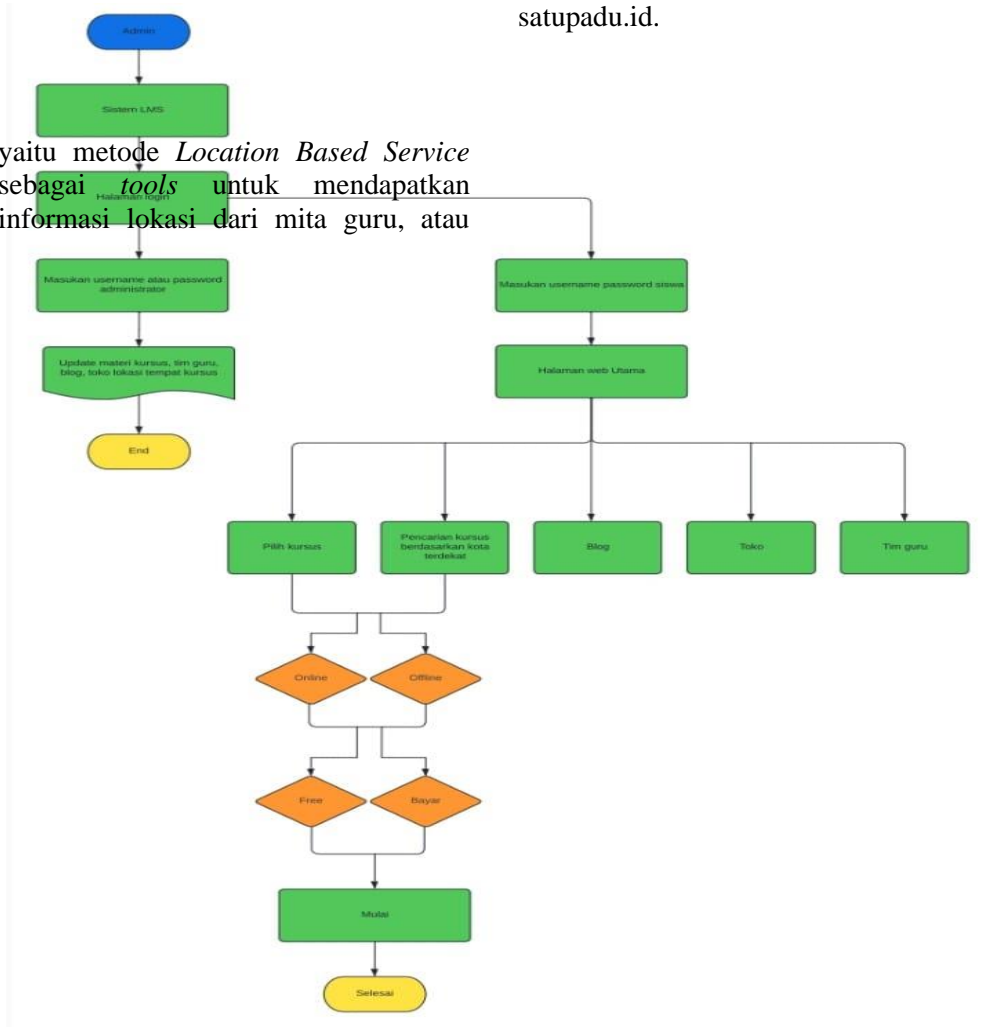 satupadu.id.
Admin
Sistem LMS
yaitu metode Location Based Service
sebagai tools untuk mendapatkan
informasi lokasi dari mita guru, atau
Halaman login
Masukan username atau password
administrator
Update materi kursus, tim guru,
blog, toko lokasi tempat kursus
End
Masukan username password siswa
Halaman web Utama
Pilih kursus
Pencarian kursus
berdasarkan kota
terdekat
Blog
Toko
Tim guru
Online
Offline
Free
Bayar
Mulai
Selesai